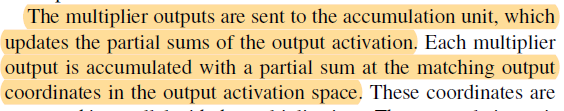 The multiplier outputs are sent to the accumulation unit, which
updates the partial sums of the output activation. Each multiplier
output is accumulated with a partial sum at the matching output
coordinates in the output activation space. These coordinates are